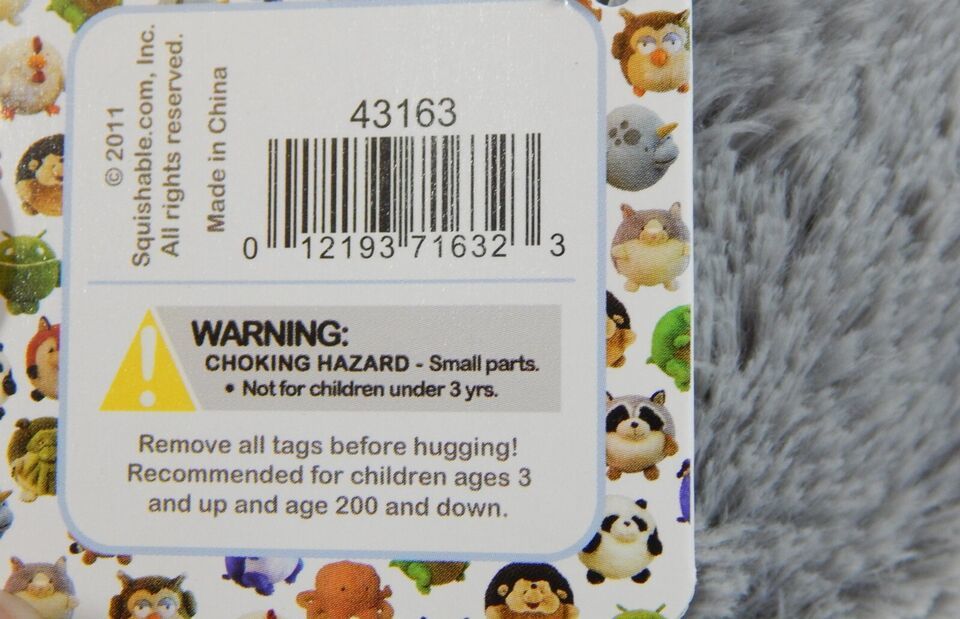 © 2011
Squishable.com, Inc.
All rights reserved.
Made in China
43163
0 12193 71632 3
WARNING:
CHOKING HAZARD - Small parts.
• Not for children under 3 yrs.
Remove all tags before hugging!
Recommended for children ages 3
and up and age 200 and down.